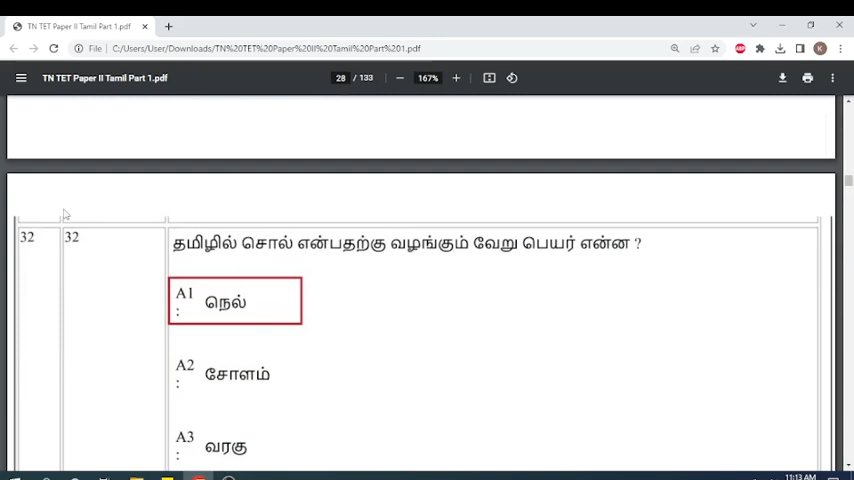 TN TET Paper II Tamil Part 1.pdf
File C:/Users/User/Downloads/TN%20TET%20Paper%20II%20Tamil%20Part%201.pdf
ABP
K
TN TET Paper II Tamil Part 1.pdf 28 / 133 167%
32 32 தமிழில் சொல் என்பதற்கு வழங்கும் வேறு பெயர் என்ன ?
A1 : நெல்
A2 : சோளம்
A3 : வரகு
11:13 AM